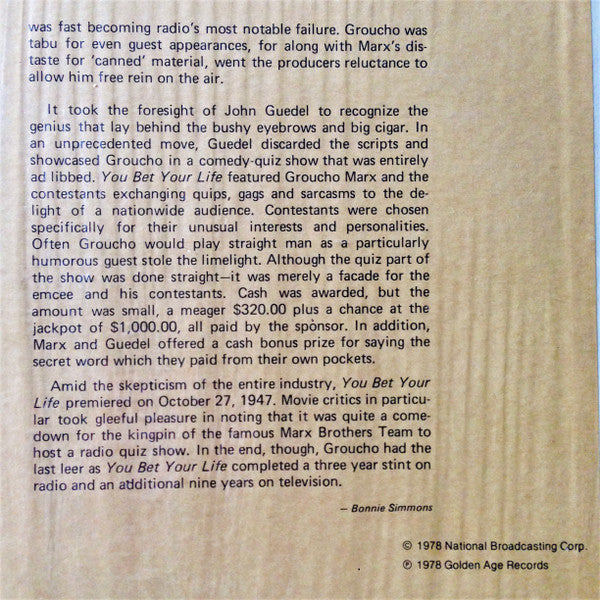 was fast becoming radio's most notable failure. Groucho was
tabu for even guest appearances, for along with Marx's dis-
taste for 'canned' material, went the producers reluctance to
allow him free rein on the air.
It took the foresight of John Guedel to recognize the
genius that lay behind the bushy eyebrows and big cigar. In
an unprecedented move, Guedel discarded the scripts and
showcased Groucho in a comedy-quiz show that was entirely
ad libbed. You Bet Your Life featured Groucho Marx and the
contestants exchanging quips, gags and sarcasms to the de-
light of a nationwide audience. Contestants were chosen
specifically for their unusual interests and personalities.
Often Groucho would play straight man as a particularly
humorous guest stole the limelight. Although the quiz part of
the show was done straight—it was merely a facade for the
emcee and his contestants. Cash was awarded, but the
amount was small, a meager $320.00 plus a chance at the
jackpot of $1,000.00, all paid by the sponsor. In addition,
Marx and Guedel offered a cash bonus prize for saying the
secret word which they paid from their own pockets.
Amid the skepticism of the entire industry, You Bet Your
Life premiered on October 27, 1947. Movie critics in particu-
lar took gleeful pleasure in noting that it was quite a come-
down for the kingpin of the famous Marx Brothers Team to
host a radio quiz show. In the end, though, Groucho had the
last leer as You Bet Your Life completed a three year stint on
radio and an additional nine years on television.
— Bonnie Simmons
© 1978 National Broadcasting Corp.
℗ 1978 Golden Age Records